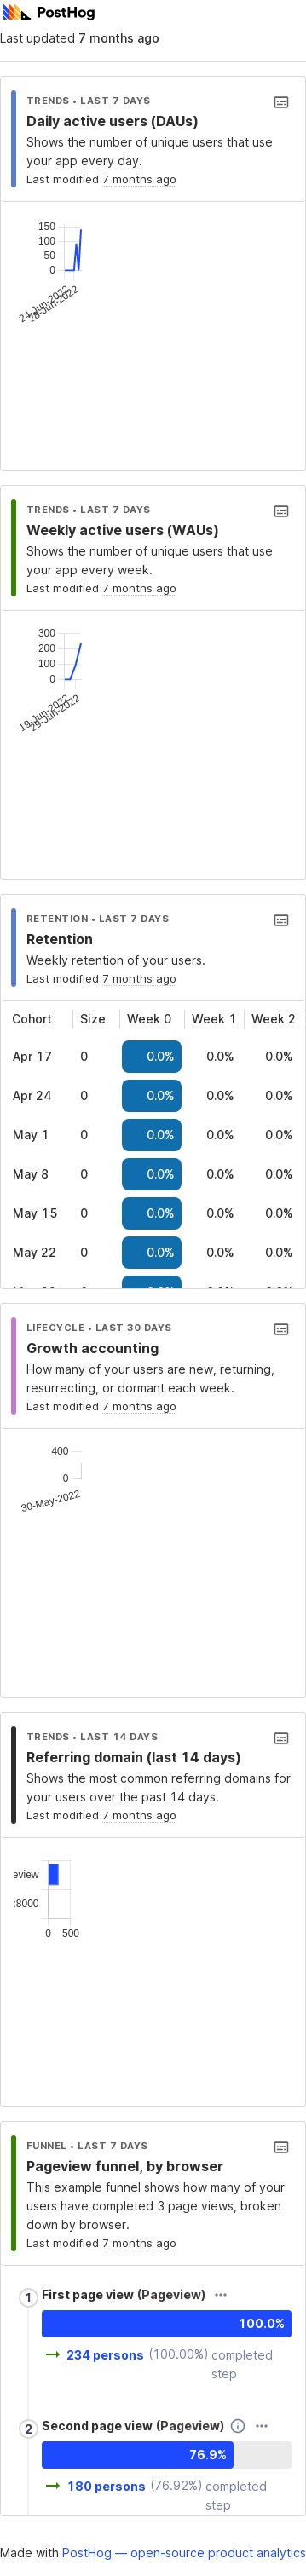 PostHog
Last updated 7 months ago
TRENDS • LAST 7 DAYS
Daily active users (DAUs)
Shows the number of unique users that use
your app every day.
Last modified 7 months ago
150
100
50
0
24-Jun-2022
28-Jun-2022
TRENDS • LAST 7 DAYS
Weekly active users (WAUs)
Shows the number of unique users that use
your app every week.
Last modified 7 months ago
300
200
100
0
19-Jun-2022
29-Jun-2022
RETENTION • LAST 7 DAYS
Retention
Weekly retention of your users.
Last modified 7 months ago
Cohort Size Week 0 Week 1 Week 2
Apr 17 0 0.0% 0.0% 0.0%
Apr 24 0 0.0% 0.0% 0.0%
May 1 0 0.0% 0.0% 0.0%
May 8 0 0.0% 0.0% 0.0%
May 15 0 0.0% 0.0% 0.0%
May 22 0 0.0% 0.0% 0.0%
LIFECYCLE • LAST 30 DAYS
Growth accounting
How many of your users are new, returning,
resurrecting, or dormant each week.
Last modified 7 months ago
400
0
30-May-2022
TRENDS • LAST 14 DAYS
Referring domain (last 14 days)
Shows the most common referring domains for
your users over the past 14 days.
Last modified 7 months ago
eview
:8000
0 500
FUNNEL • LAST 7 DAYS
Pageview funnel, by browser
This example funnel shows how many of your
users have completed 3 page views, broken
down by browser.
Last modified 7 months ago
1 First page view (Pageview)
100.0%
234 persons (100.00%) completed
step
2 Second page view (Pageview)
76.9%
180 persons (76.92%) completed
step
Made with PostHog — open-source product analytics